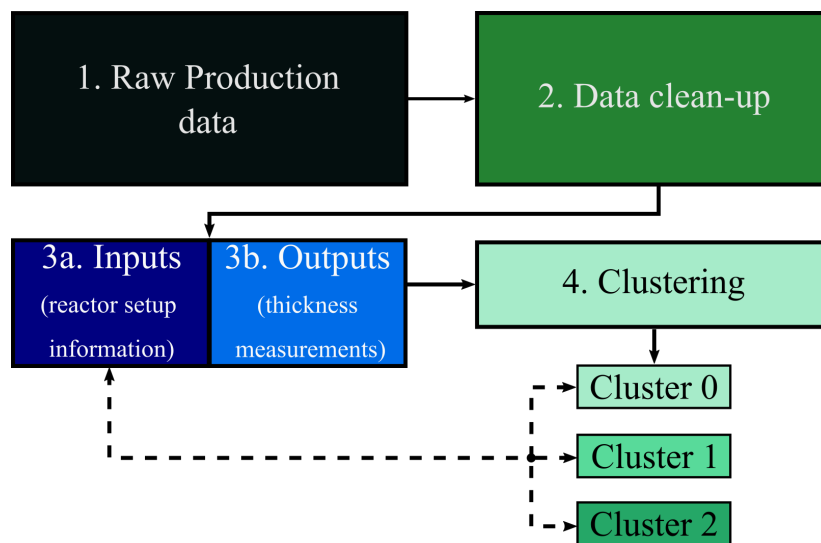 1. Raw Production
data
2. Data clean-up
3a. Inputs
(reactor setup
information)
3b. Outputs
(thickness
measurements)
4. Clustering
Cluster 0
Cluster 1
Cluster 2